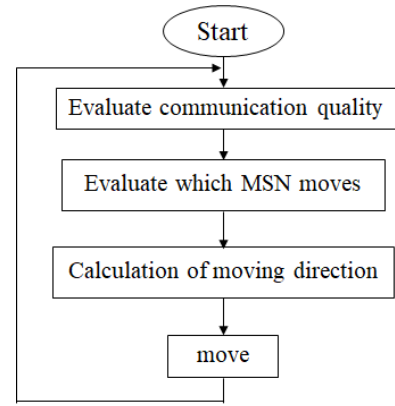 Start
Evaluate communication quality
Evaluate which MSN moves
Calculation of moving direction
move